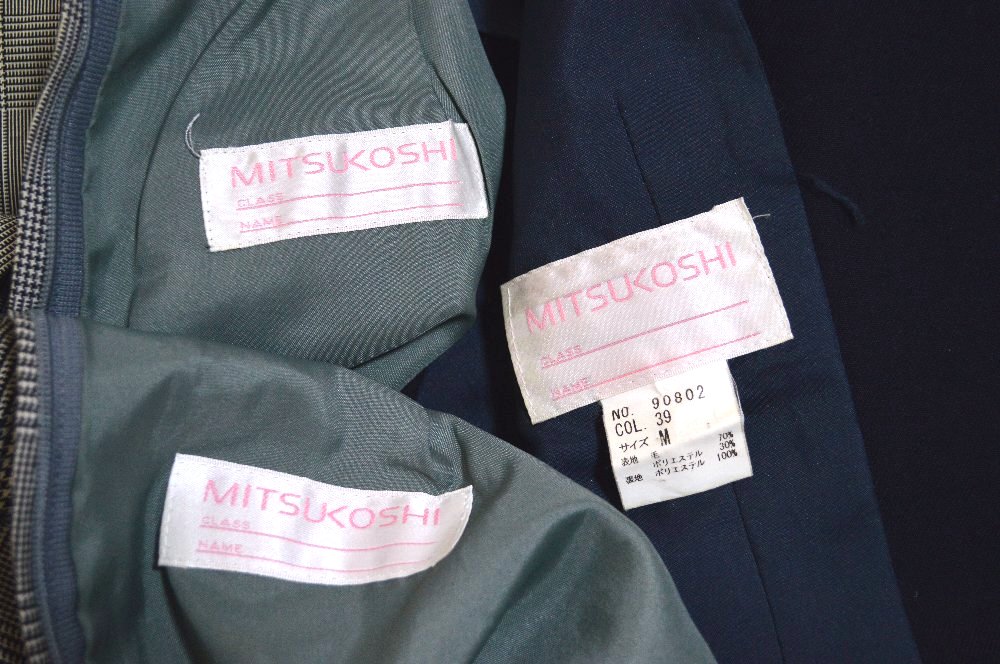 MITSUKOSHI
CLASS
NAME
MITSUKOSHI
CLASS
NAME
NO. 90802
COL. 39
サイズ M
表地 毛 70%
ポリエステル 30%
裏地 ポリエステル 100%
MITSUKOSHI
CLASS
NAME